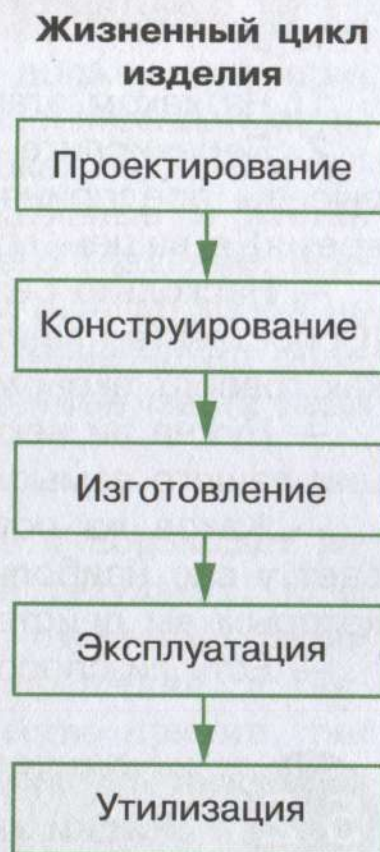 Жизненный цикл
изделия
Проектирование
Конструирование
Изготовление
Эксплуатация
Утилизация